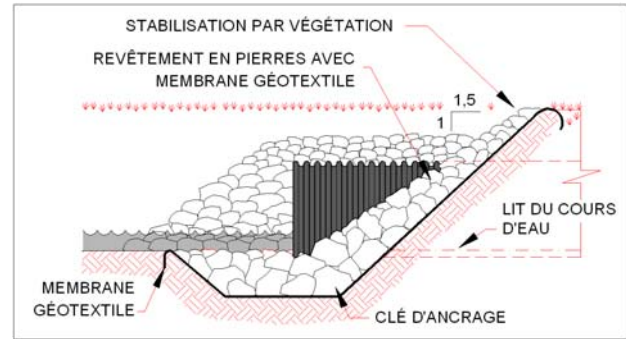 STABILISATION PAR VÉGÉTATION
REVÊTEMENT EN PIERRES AVEC
MEMBRANE GÉOTEXTILE
1,5
1
LIT DU COURS
D'EAU
MEMBRANE
GÉOTEXTILE
CLÉ D'ANCRAGE